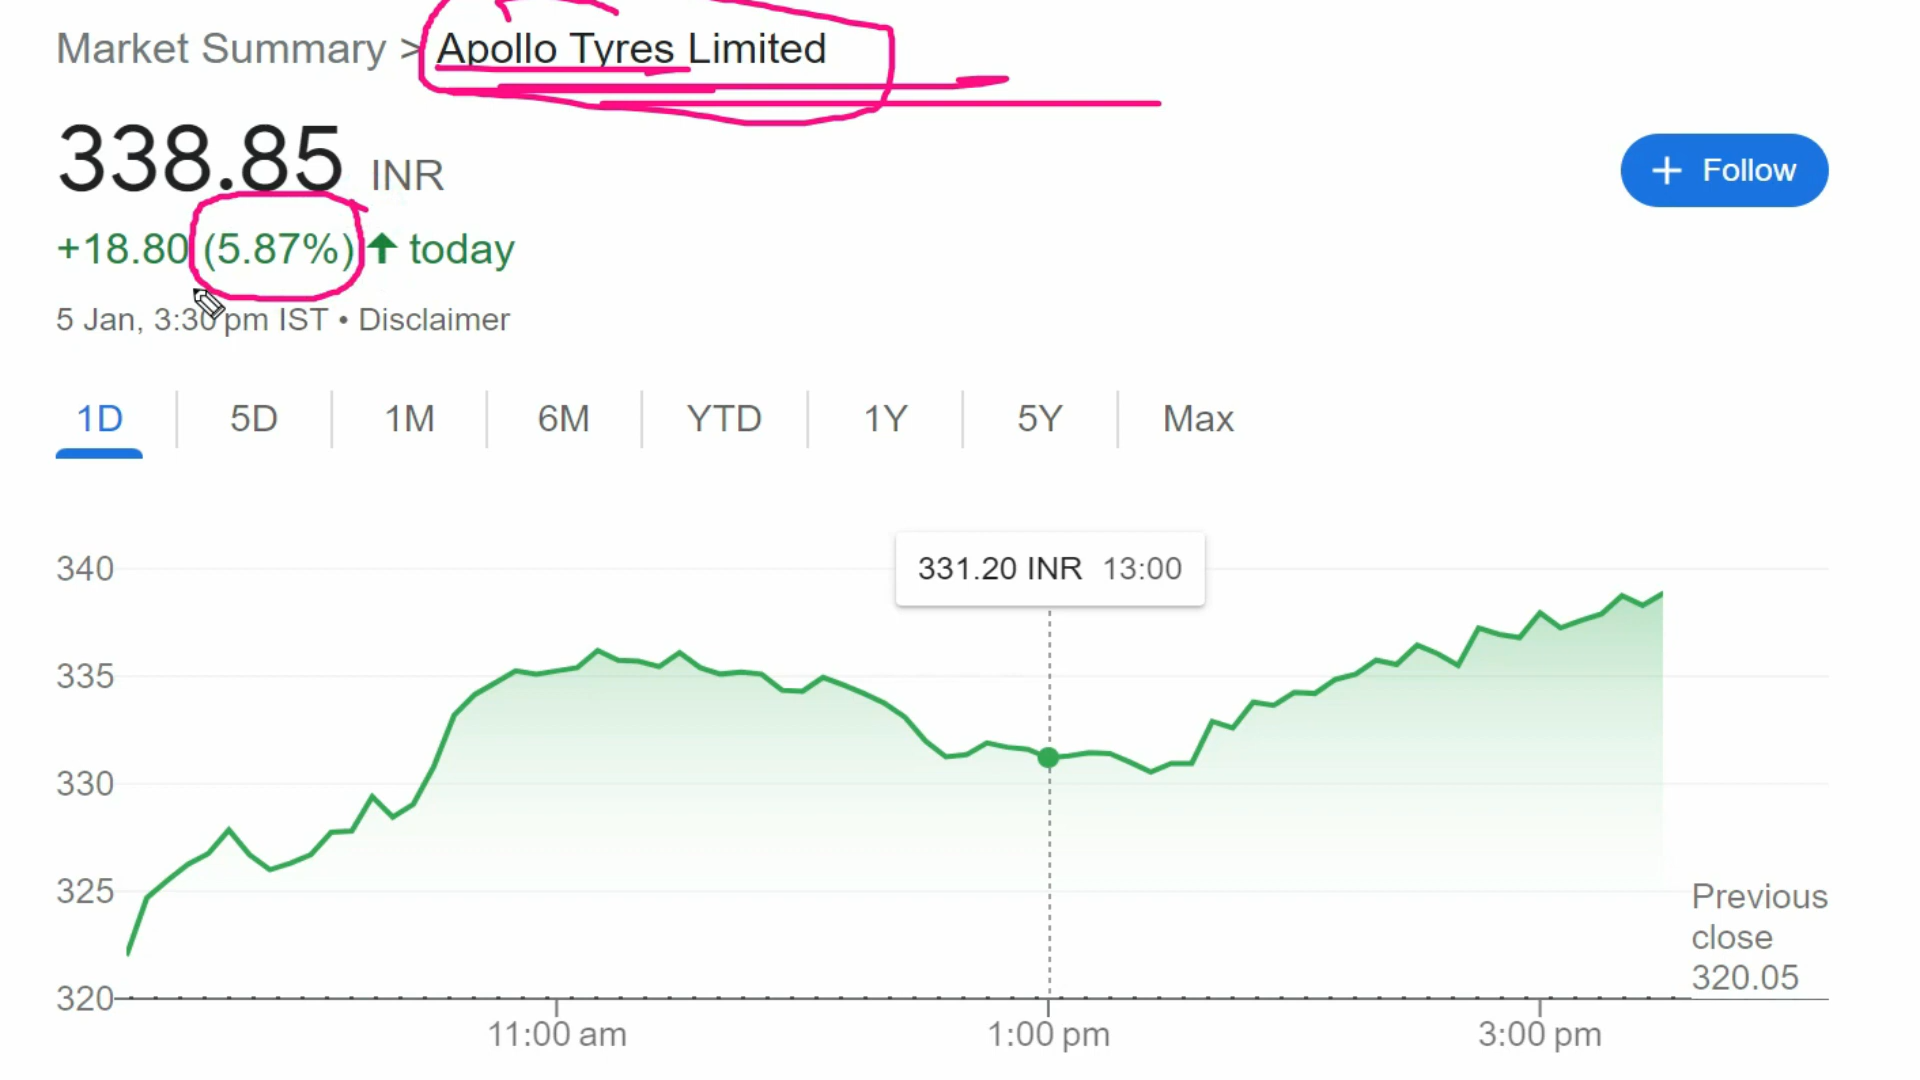 Market Summary > Apollo Tyres Limited
338.85 INR
+ Follow
+18.80 (5.87%) ↑ today
5 Jan, 3:30 pm IST • Disclaimer
1D 5D 1M 6M YTD 1Y 5Y Max
331.20 INR 13:00
340
335
330
325
320
Previous
close
320.05
11:00 am 1:00 pm 3:00 pm